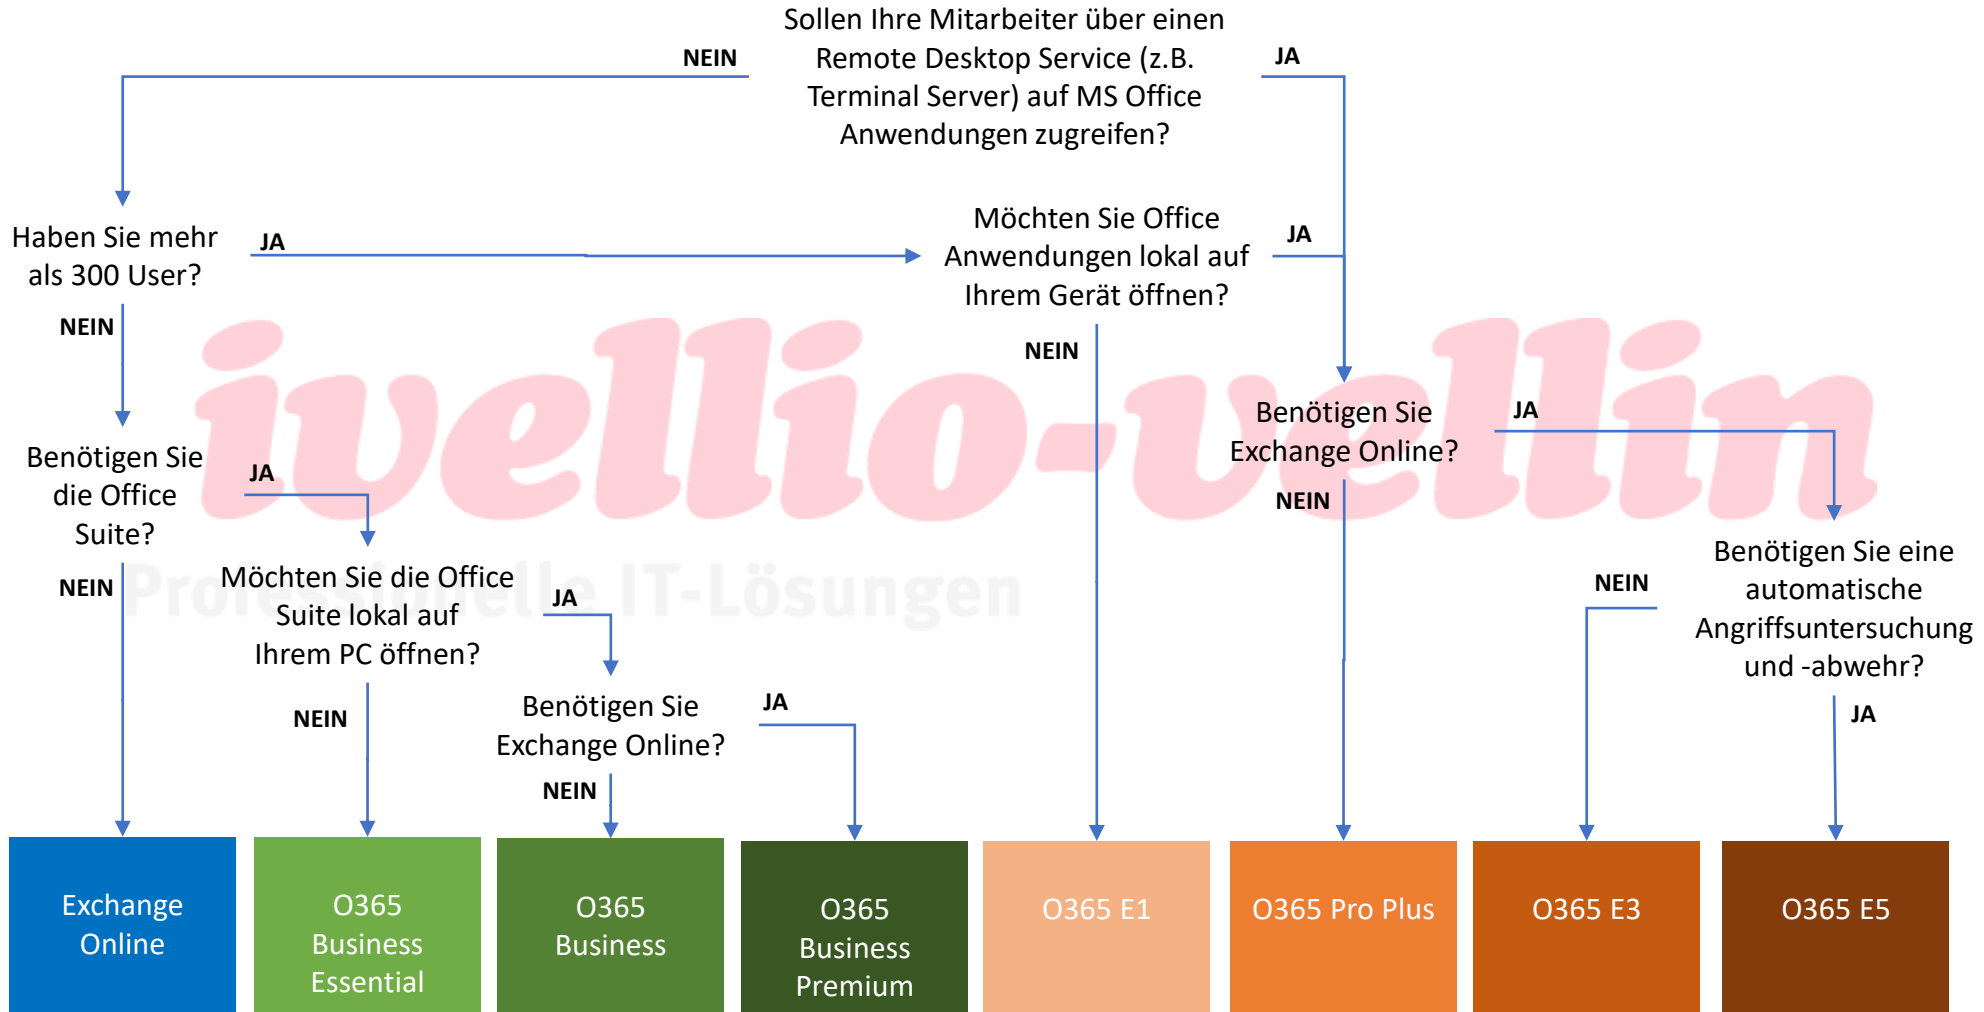 Sollen Ihre Mitarbeiter über einen
Remote Desktop Service (z.B.
Terminal Server) auf MS Office
Anwendungen zugreifen?
NEIN
JA
Haben Sie mehr
als 300 User?
JA
NEIN
Möchten Sie Office
Anwendungen lokal auf
Ihrem Gerät öffnen?
JA
NEIN
ivellio-vellin
Professionelle IT-Lösungen
Benötigen Sie
Exchange Online?
JA
NEIN
Benötigen Sie
die Office
Suite?
JA
NEIN
Möchten Sie die Office
Suite lokal auf
Ihrem PC öffnen?
JA
NEIN
Benötigen Sie
Exchange Online?
JA
NEIN
Benötigen Sie eine
automatische
Angriffsuntersuchung
und -abwehr?
NEIN
JA
Exchange
Online
O365
Business
Essential
O365
Business
O365
Business
Premium
O365 E1
O365 Pro Plus
O365 E3
O365 E5